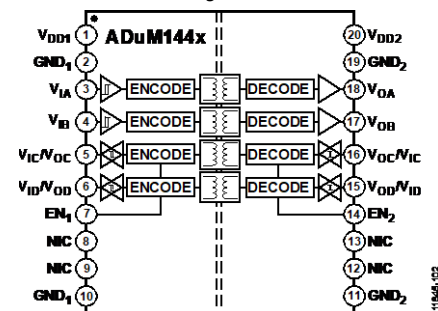 ADuM144x
VDD1 1 20 VDD2
GND1 2 19 GND2
VIA 3 ENCODE DECODE 18 VOA
VIB 4 ENCODE DECODE 17 VOB
VIC/VOC 5 ENCODE DECODE 16 VOC/VIC
VID/VOD 6 ENCODE DECODE 15 VOD/VID
EN1 7 14 EN2
NIC 8 13 NIC
NIC 9 12 NIC
GND1 10 11 GND2
11845-102